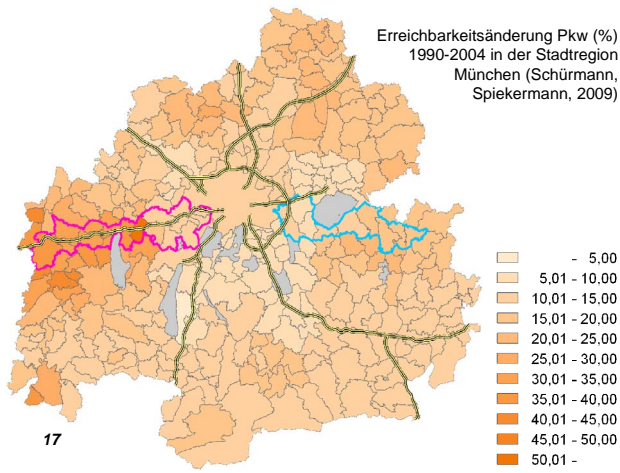 Erreichbarkeitsänderung Pkw (%)
1990-2004 in der Stadtregion
München (Schürmann,
Spiekermann, 2009)
- 5,00
5,01 - 10,00
10,01 - 15,00
15,01 - 20,00
20,01 - 25,00
25,01 - 30,00
30,01 - 35,00
35,01 - 40,00
40,01 - 45,00
45,01 - 50,00
50,01 -
17